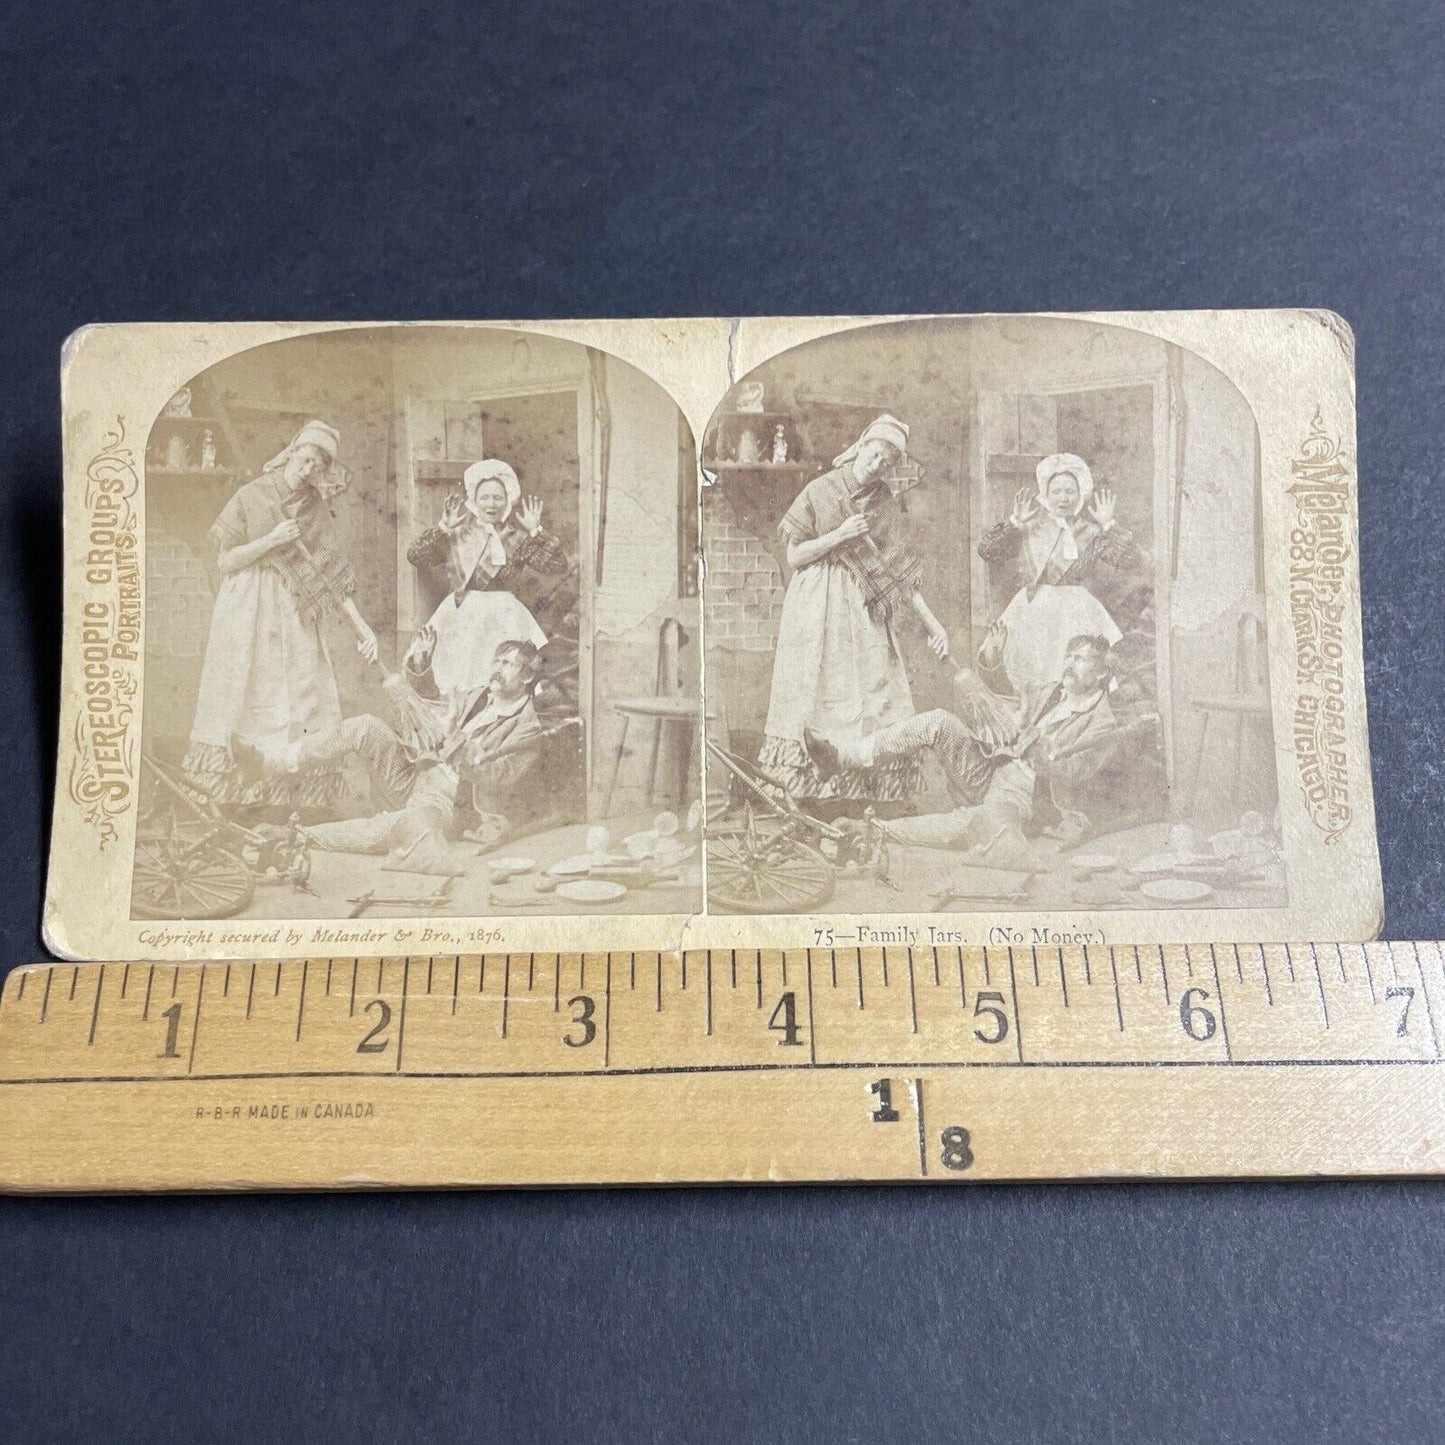 STEREOSCOPIC GROUPS
AND PORTRAITS.
Melander, PHOTOGRAPHER
88 N. CLARK ST. CHICAGO.
Copyright secured by Melander & Bro., 1876.
75—Family Jars. (No Money.)
1 2 3 4 5 6 7
R-B-R MADE IN CANADA
1
8